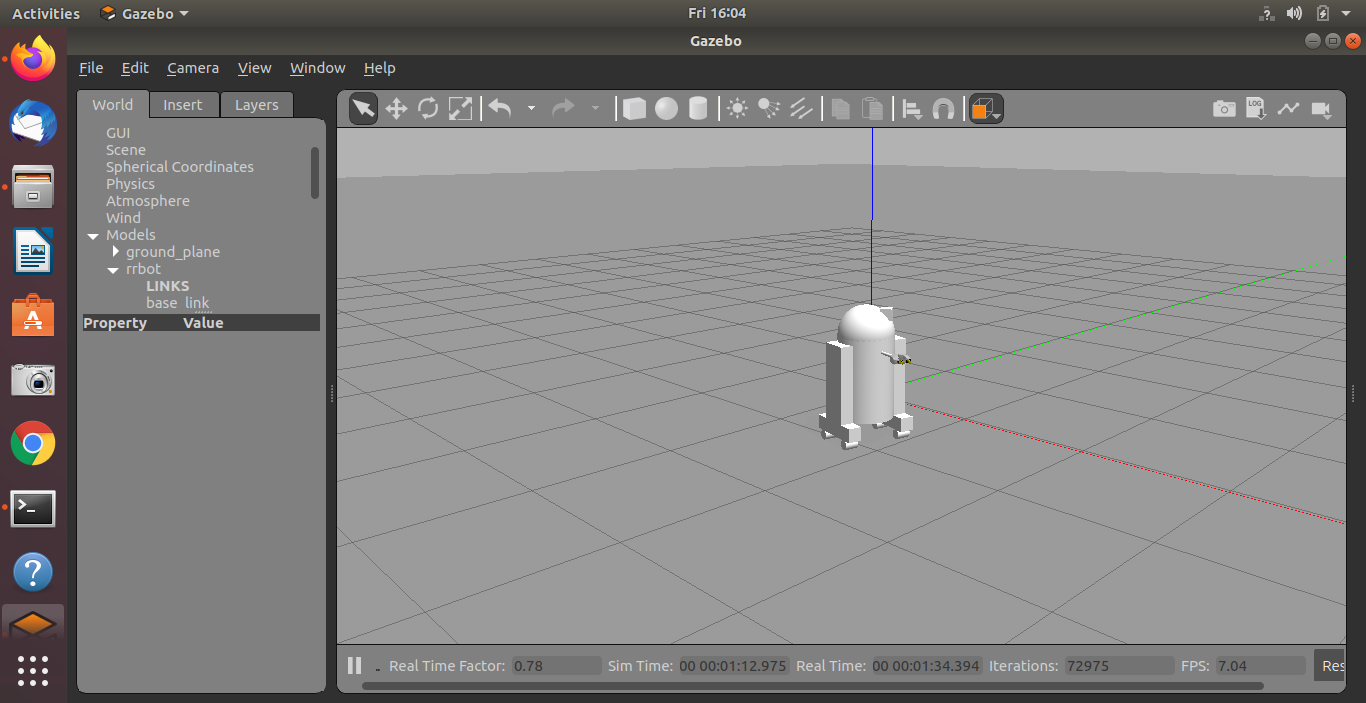 Activities Gazebo Fri 16:04
Gazebo
File Edit Camera View Window Help
World Insert Layers
LOG
GUI
Scene
Spherical Coordinates
Physics
Atmosphere
Wind
Models
ground_plane
rrbot
LINKS
base_link
Property Value
Real Time Factor: 0.78 Sim Time: 00 00:01:12.975 Real Time: 00 00:01:34.394 Iterations: 72975 FPS: 7.04 Res